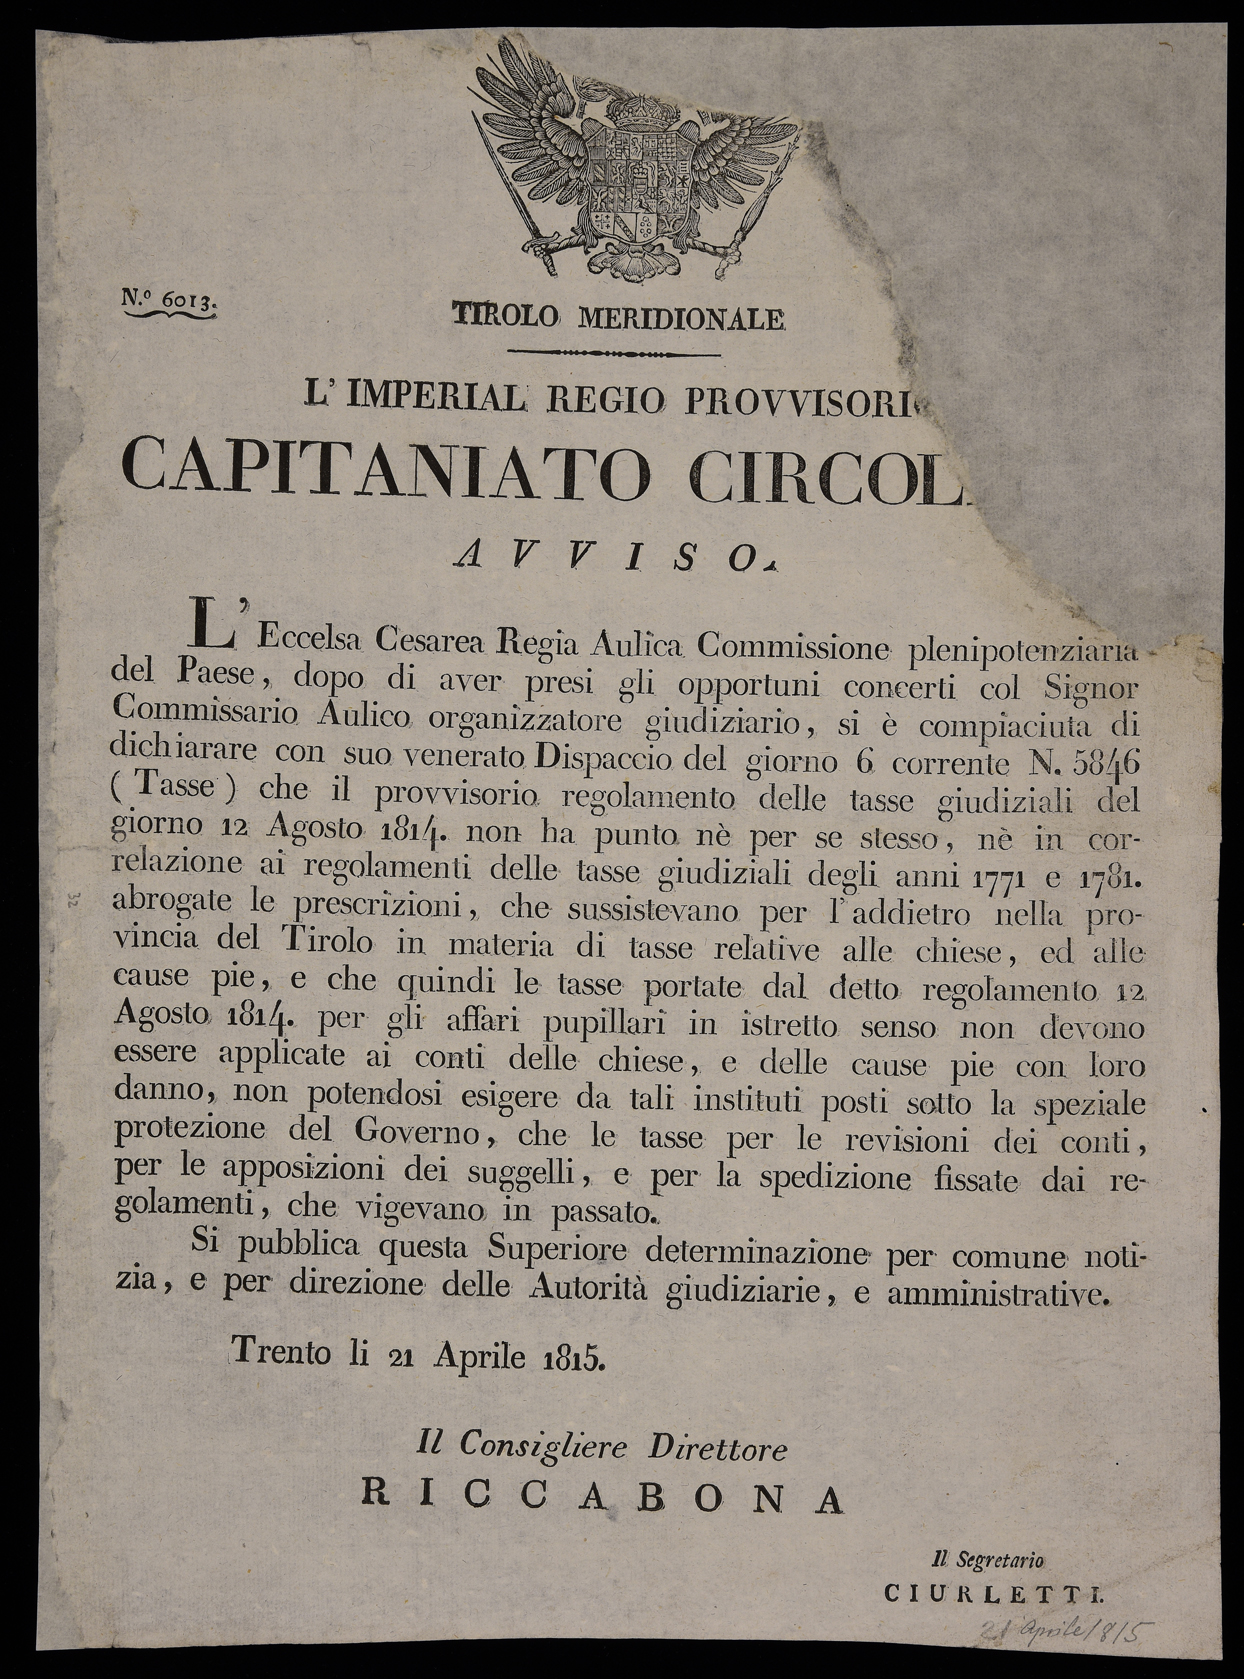 N.º 6013.
TIROLO MERIDIONALE
L' IMPERIAL REGIO PROVVISORI
CAPITANIATO CIRCOL
AVVISO.
L' Eccelsa Cesarea Regia Aulica Commissione plenipotenziaria
del Paese, dopo di aver presi gli opportuni concerti col Signor
Commissario Aulico organizzatore giudiziario, si è compiaciuta di
dichiarare con suo venerato Dispaccio del giorno 6 corrente N. 5846
( Tasse ) che il provvisorio regolamento delle tasse giudiziali del
giorno 12 Agosto 1814. non ha punto nè per se stesso, nè in cor-
relazione ai regolamenti delle tasse giudiziali degli anni 1771 e 1781.
abrogate le prescrizioni, che sussistevano per l'addietro nella pro-
vincia del Tirolo in materia di tasse relative alle chiese, ed alle
cause pie, e che quindi le tasse portate dal detto regolamento 12
Agosto 1814. per gli affari pupillari in istretto senso non devono
essere applicate ai conti delle chiese, e delle cause pie con loro
danno, non potendosi esigere da tali instituti posti sotto la speziale
protezione del Governo, che le tasse per le revisioni dei conti,
per le apposizioni dei suggelli, e per la spedizione fissate dai re-
golamenti, che vigevano in passato.
Si pubblica questa Superiore determinazione per comune noti-
zia, e per direzione delle Autorità giudiziarie, e amministrative.
Trento li 21 Aprile 1815.
Il Consigliere Direttore
RICCABONA
Il Segretario
CIURLETTI.
21 Aprile 1815